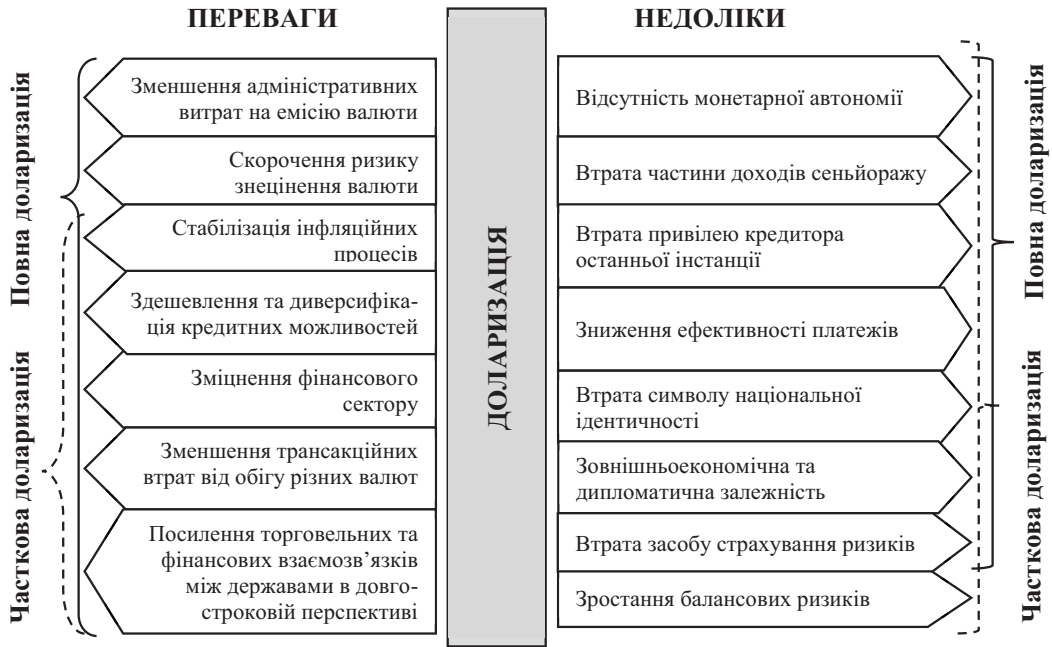 ПЕРЕВАГИ
НЕДОЛІКИ
Повна доларизація
Часткова доларизація
Зменшення адміністративних
витрат на емісію валюти
Скорочення ризику
знецінення валюти
Стабілізація інфляційних
процесів
Здешевлення та диверсифіка-
ція кредитних можливостей
Зміцнення фінансового
сектору
Зменшення трансакційних
втрат від обігу різних валют
Посилення торговельних та
фінансових взаємозв’язків
між державами в довго-
строковій перспективі
ДОЛАРИЗАЦІЯ
Відсутність монетарної автономії
Втрата частини доходів сеньйоражу
Втрата привілею кредитора
останньої інстанції
Зниження ефективності платежів
Втрата символу національної
ідентичності
Зовнішньоекономічна та
дипломатична залежність
Втрата засобу страхування ризиків
Зростання балансових ризиків
Повна доларизація
Часткова доларизація